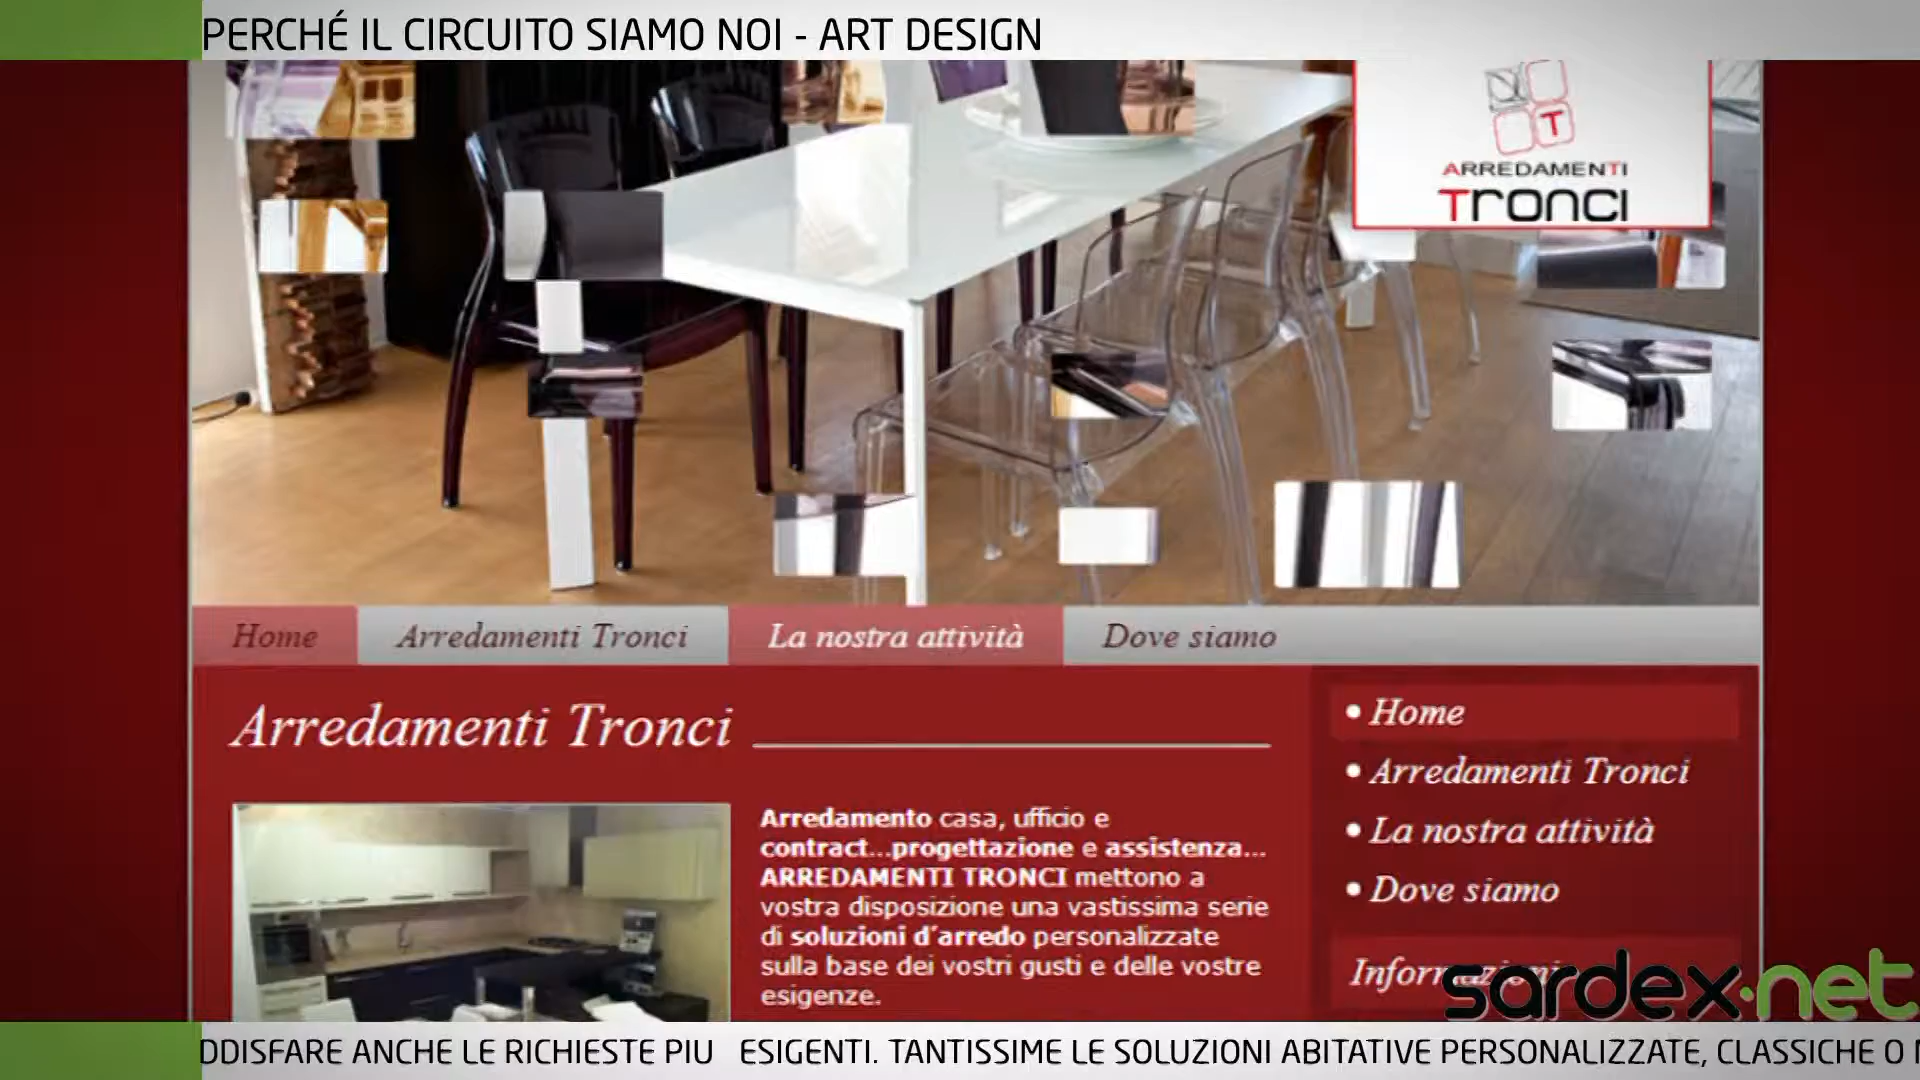 PERCHÉ IL CIRCUITO SIAMO NOI - ART DESIGN
T
ARREDAMENTI
Tronci
Home
Arredamenti Tronci
La nostra attività
Dove siamo
Arredamenti Tronci
Arredamento casa, ufficio e
contract...progettazione e assistenza...
ARREDAMENTI TRONCI mettono a
vostra disposizione una vastissima serie
di soluzioni d'arredo personalizzate
sulla base dei vostri gusti e delle vostre
esigenze.
• Home
• Arredamenti Tronci
• La nostra attività
• Dove siamo
Informazioni
sardex.net
DDISFARE ANCHE LE RICHIESTE PIU ESIGENTI. TANTISSIME LE SOLUZIONI ABITATIVE PERSONALIZZATE, CLASSICHE O